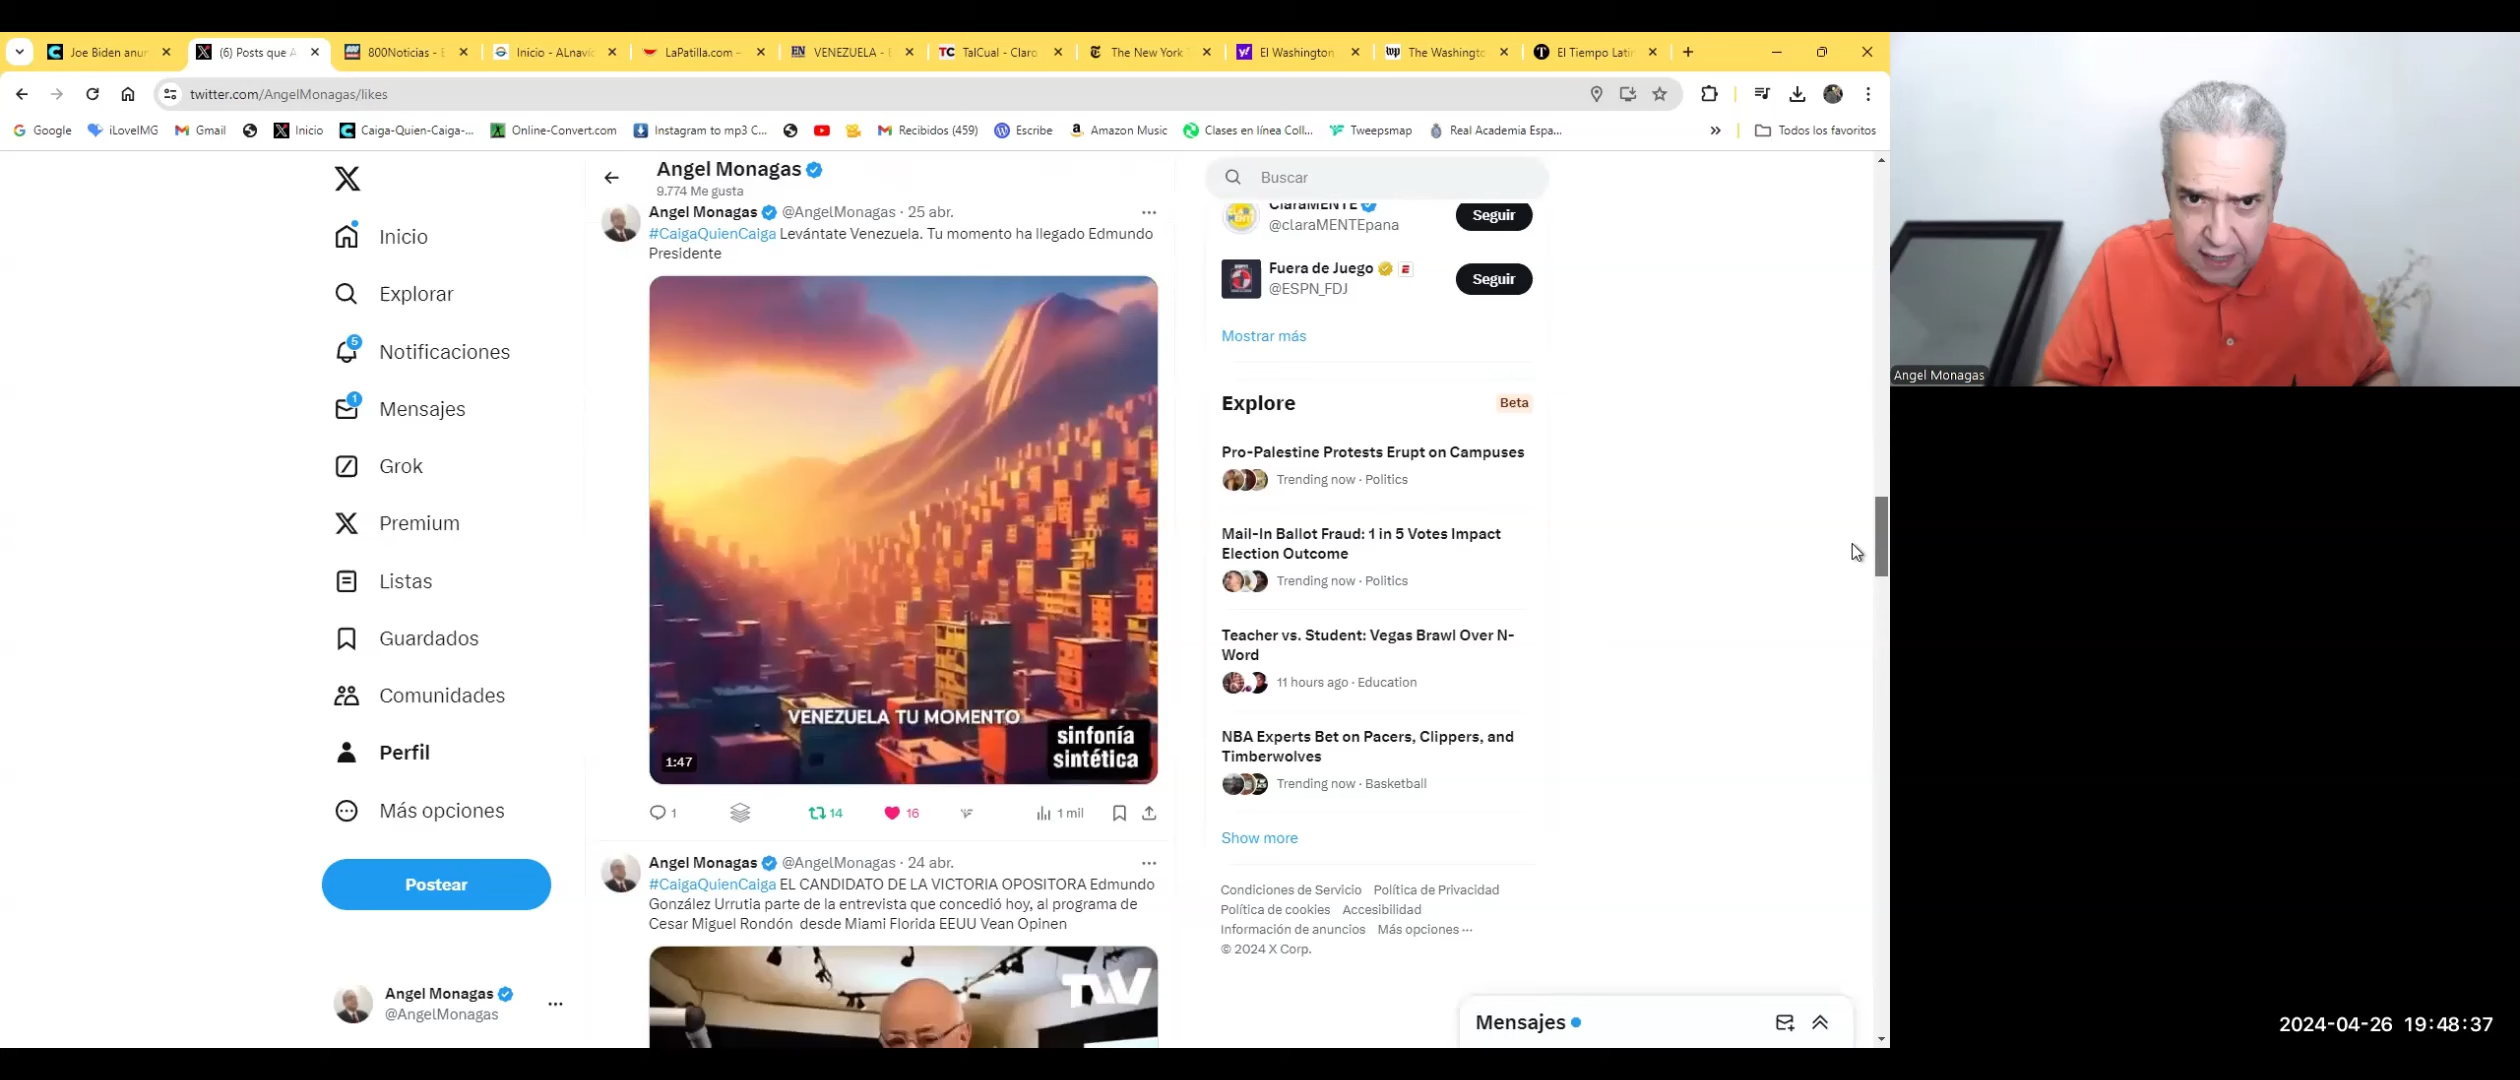 Joe Biden anun
(6) Posts que A
800Noticias - E
Inicio - ALnavío
LaPatilla.com -
VENEZUELA - E
TalCual - Claro
The New York
El Washington
The Washingto
El Tiempo Latin
twitter.com/AngelMonagas/likes
Google
iLoveIMG
Gmail
Inicio
Caiga-Quien-Caiga-...
Online-Convert.com
Instagram to mp3 C...
Recibidos (459)
Escribe
Amazon Music
Clases en línea Coll...
Tweepsmap
Real Academia Espa...
Todos los favoritos
Inicio
Explorar
5
Notificaciones
1
Mensajes
Grok
Premium
Listas
Guardados
Comunidades
Perfil
Más opciones
Postear
Angel Monagas
@AngelMonagas
Angel Monagas
9.774 Me gusta
Angel Monagas @AngelMonagas · 25 abr.
#CaigaQuienCaiga Levántate Venezuela. Tu momento ha llegado Edmundo
Presidente
VENEZUELA TU MOMENTO
sinfonía
sintética
1:47
1
14
16
1 mil
Angel Monagas @AngelMonagas · 24 abr.
#CaigaQuienCaiga EL CANDIDATO DE LA VICTORIA OPOSITORA Edmundo
González Urrutia parte de la entrevista que concedió hoy, al programa de
Cesar Miguel Rondón desde Miami Florida EEUU Vean Opinen
TVV
Buscar
ClaraMENTE
@claraMENTEpana
Seguir
Fuera de Juego
@ESPN_FDJ
Seguir
Mostrar más
Explore
Beta
Pro-Palestine Protests Erupt on Campuses
Trending now · Politics
Mail-In Ballot Fraud: 1 in 5 Votes Impact
Election Outcome
Trending now · Politics
Teacher vs. Student: Vegas Brawl Over N-
Word
11 hours ago · Education
NBA Experts Bet on Pacers, Clippers, and
Timberwolves
Trending now · Basketball
Show more
Condiciones de Servicio Política de Privacidad
Política de cookies Accesibilidad
Información de anuncios Más opciones ···
© 2024 X Corp.
Mensajes
Angel Monagas
2024-04-26 19:48:37